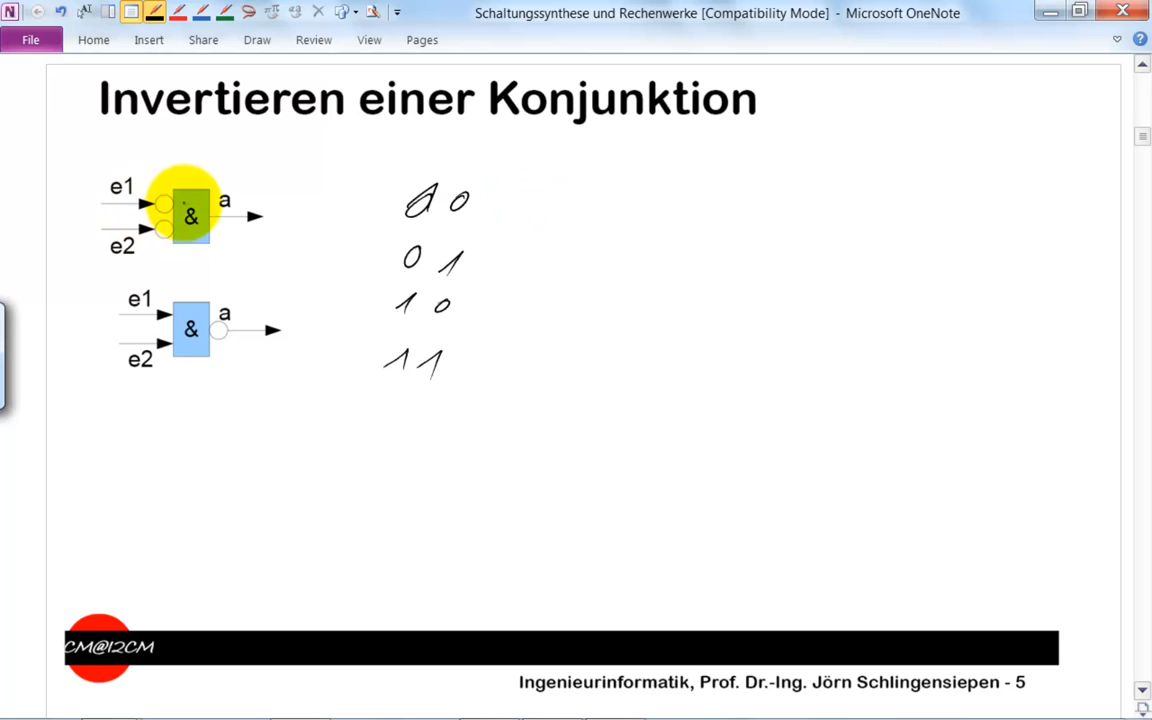 Schaltungssynthese und Rechenwerke [Compatibility Mode] - Microsoft OneNote
File Home Insert Share Draw Review View Pages
Invertieren einer Konjunktion
e1 & a
e2
e1 & a
e2
0 0
0 1
1 0
1 1
CM@I2CM
Ingenieurinformatik, Prof. Dr.-Ing. Jörn Schlingensiepen - 5